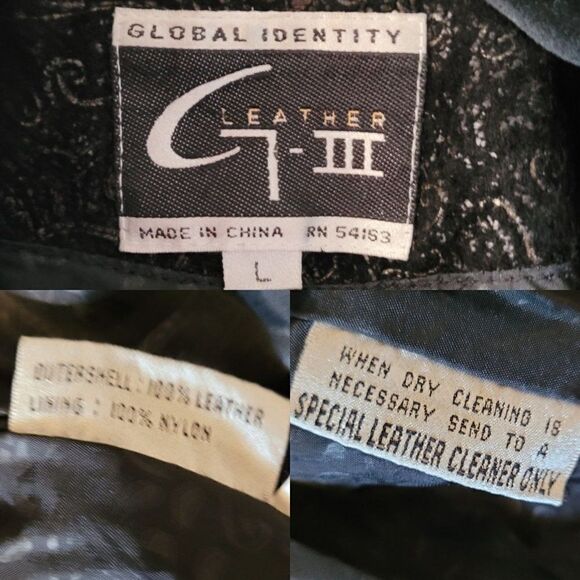 GLOBAL IDENTITY
LEATHER
G-III
MADE IN CHINA RN 54163
L
OUTERSHELL : 100% LEATHER
LINING : 100% NYLON
WHEN DRY CLEANING IS
NECESSARY SEND TO A
SPECIAL LEATHER CLEANER ONLY